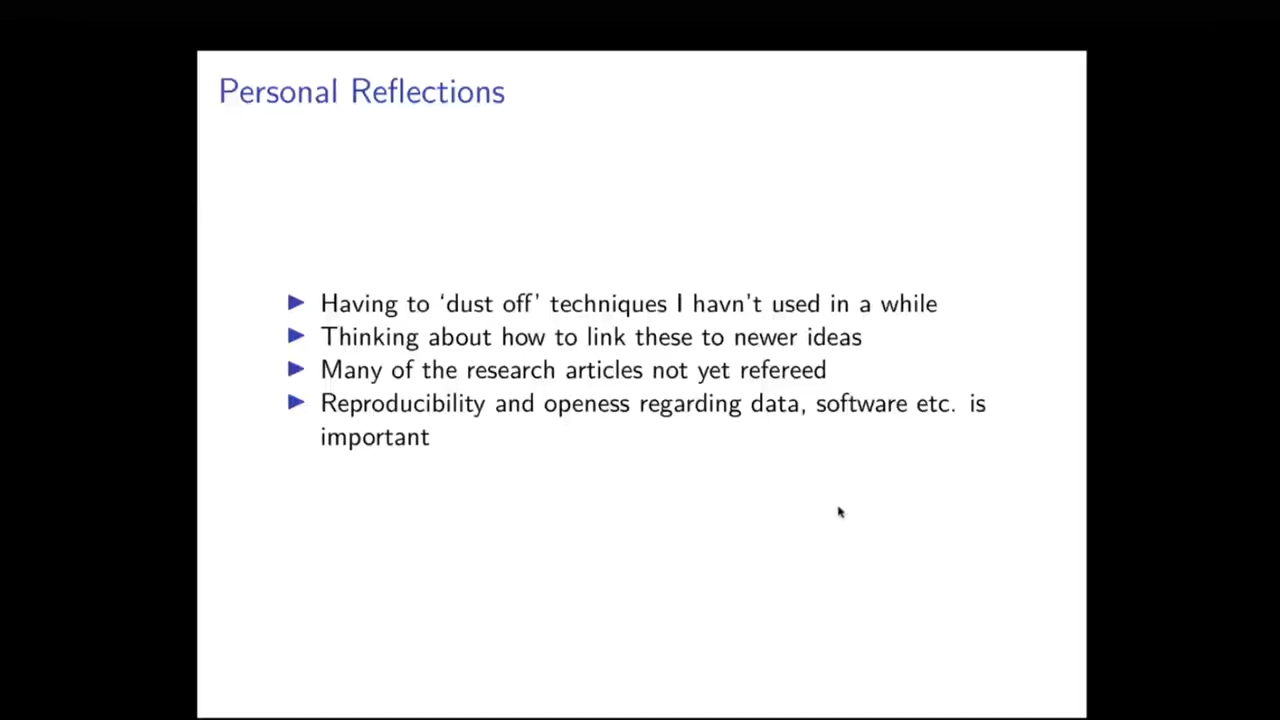 Personal Reflections
Having to ‘dust off’ techniques I havn't used in a while
Thinking about how to link these to newer ideas
Many of the research articles not yet refereed
Reproducibility and openess regarding data, software etc. is
important